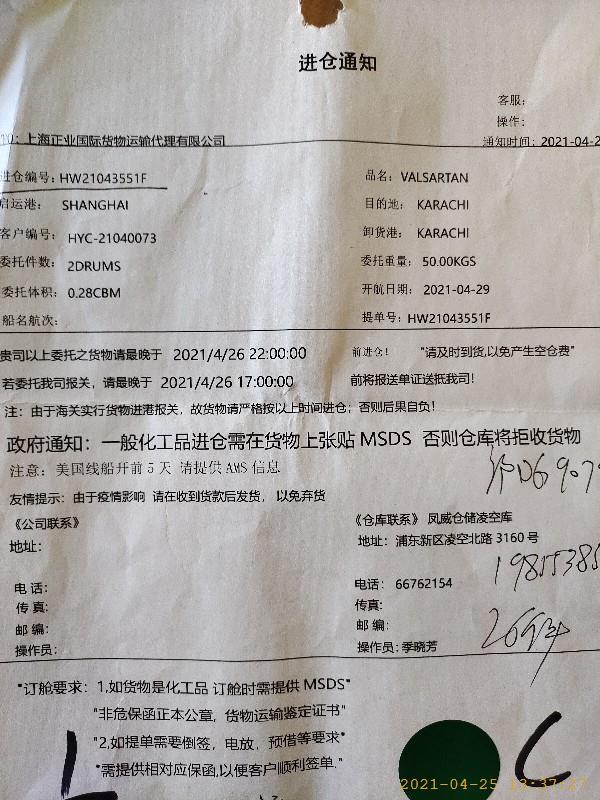 进仓通知
客服：
操作：
TO：上海正业国际货物运输代理有限公司
通知时间：2021-04-2
进仓编号：HW21043551F
品名：VALSARTAN
启运港： SHANGHAI
目的地： KARACHI
客户编号： HYC-21040073
卸货港： KARACHI
委托件数： 2DRUMS
委托重量： 50.00KGS
委托体积： 0.28CBM
开航日期： 2021-04-29
船名航次：
提单号：HW21043551F
贵司以上委托之货物请最晚于 2021/4/26 22:00:00 前进仓！ "请及时到货,以免产生空仓费"
若委托我司报关，请最晚于 2021/4/26 17:00:00 前将报送单证送抵我司！
注：由于海关实行货物进港报关，故货物请严格按以上时间进仓；否则后果自负！
政府通知：一般化工品进仓需在货物上张贴 MSDS 否则仓库将拒收货物
注意：美国线船开前 5 天 请提供 AMS 信息
友情提示：由于疫情影响 请在收到货款后发货，以免弃货
《公司联系》
《仓库联系》 凤威仓储凌空库
地址：
地址：浦东新区凌空北路 3160 号
电 话：
电话： 66762154
传 真：
传真：
邮 编：
邮 编：
操作员：
操作员：季晓芳
"订舱要求：1,如货物是化工品 订舱时需提供 MSDS"
"非危保函正本公章，货物运输鉴定证书"
"2,如提单需要倒签，电放，预借等要求"
"需提供相对应保函,以便客户顺利签单."
L
C
2021-04-25 13:37:27